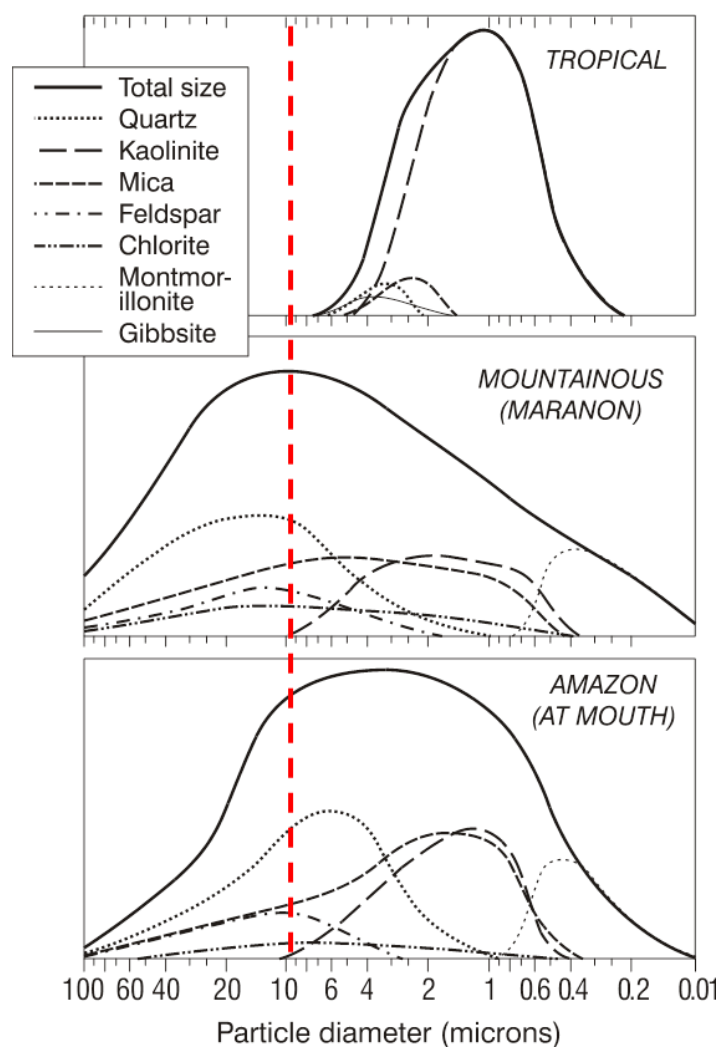 TROPICAL
Total size
Quartz
Kaolinite
Mica
Feldspar
Chlorite
Montmor-
illonite
Gibbsite
MOUNTAINOUS
(MARANON)
AMAZON
(AT MOUTH)
100 60 40 20 10 6 4 2 1 0.6 0.4 0.2 0.01
Particle diameter (microns)